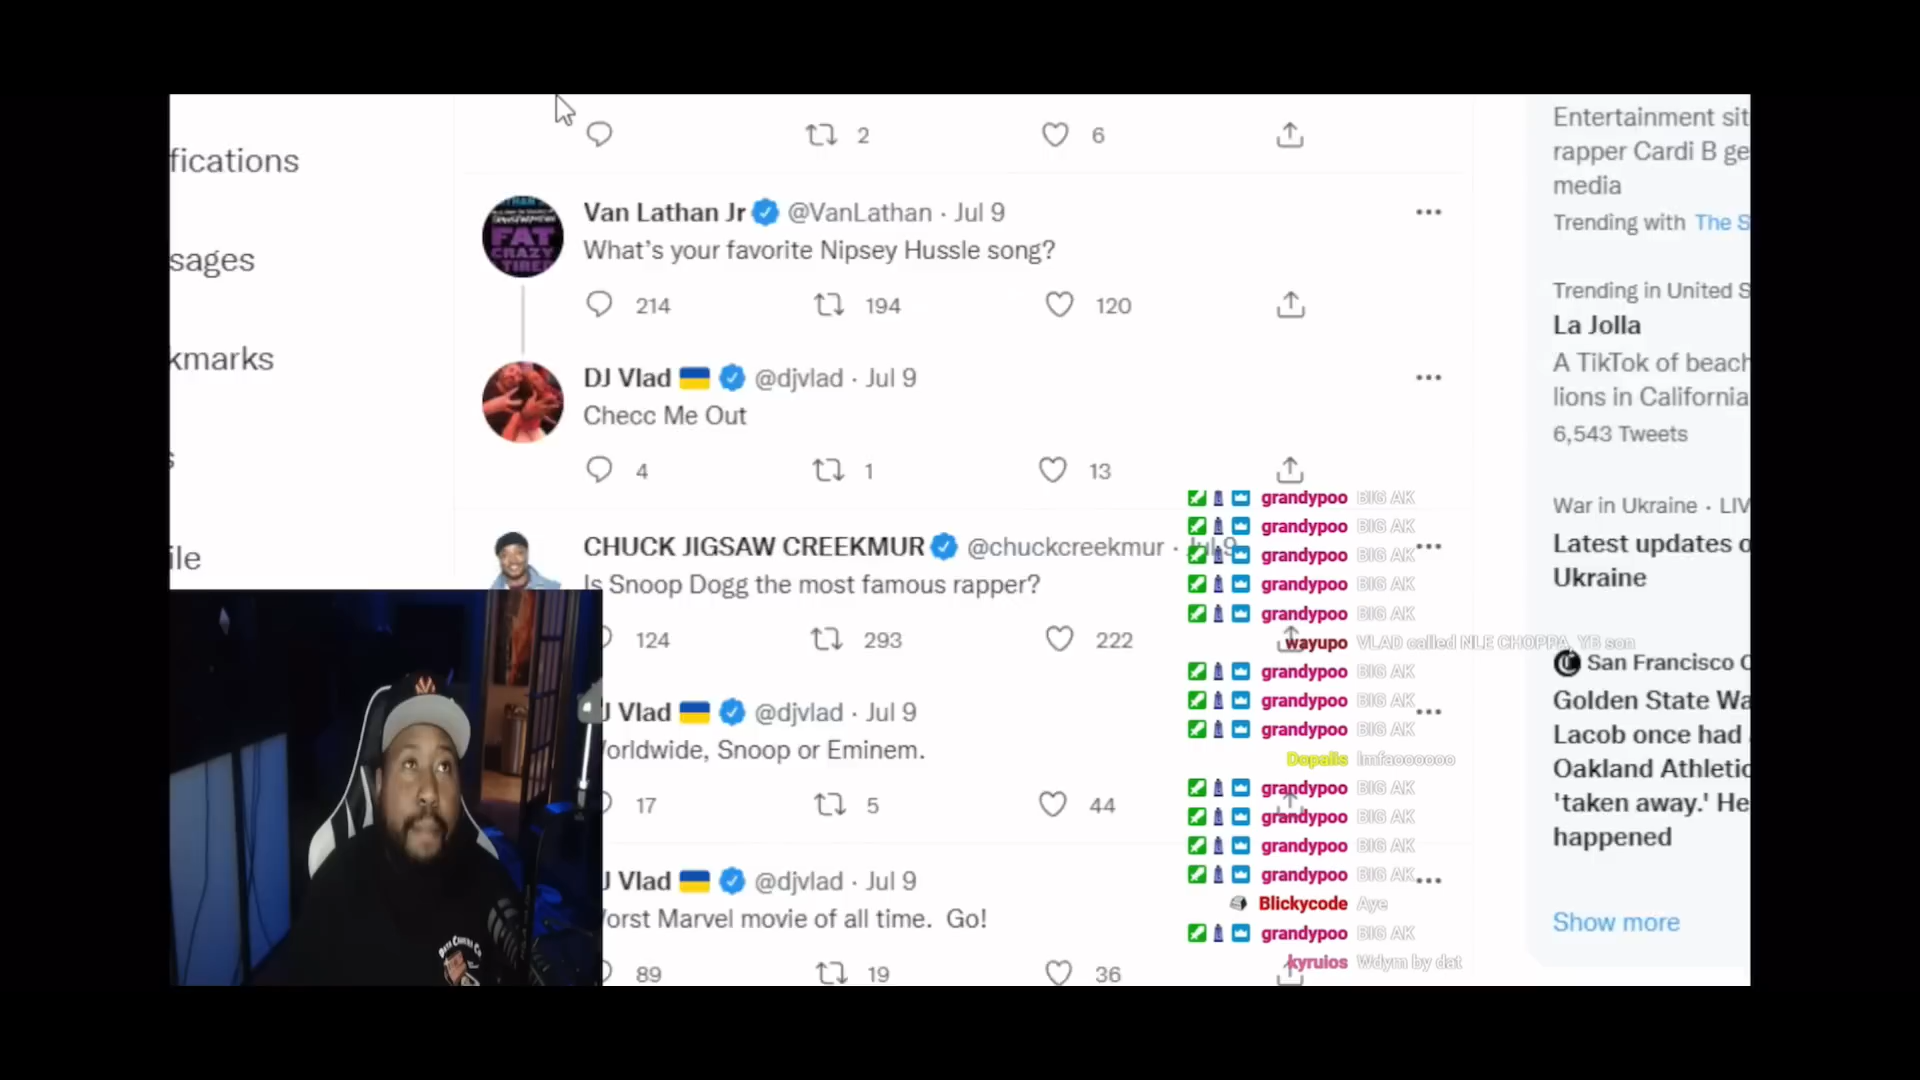 fications
sages
kmarks
ile
2
6
Van Lathan Jr @VanLathan · Jul 9
What's your favorite Nipsey Hussle song?
214
194
120
DJ Vlad @djvlad · Jul 9
Checc Me Out
4
1
13
CHUCK JIGSAW CREEKMUR @chuckcreekmur · Jul 9
Is Snoop Dogg the most famous rapper?
124
293
222
J Vlad @djvlad · Jul 9
orldwide, Snoop or Eminem.
17
5
44
J Vlad @djvlad · Jul 9
orst Marvel movie of all time. Go!
89
19
36
FAT
CRAZY
TIRED
grandypoo BIG AK
grandypoo BIG AK
grandypoo BIG AK
grandypoo BIG AK
grandypoo BIG AK
wayupo VLAD called NLE CHOPPA, YB son
grandypoo BIG AK
grandypoo BIG AK
grandypoo BIG AK
Dopalis lmfaoooooo
grandypoo BIG AK
grandypoo BIG AK
grandypoo BIG AK
grandypoo BIG AK
Blickycode Aye
grandypoo BIG AK
kyruios Wdym by dat
Entertainment sit
rapper Cardi B ge
media
Trending with The S
Trending in United S
La Jolla
A TikTok of beach
lions in California
6,543 Tweets
War in Ukraine · LIV
Latest updates o
Ukraine
San Francisco C
Golden State Wa
Lacob once had
Oakland Athletic
'taken away.' He
happened
Show more